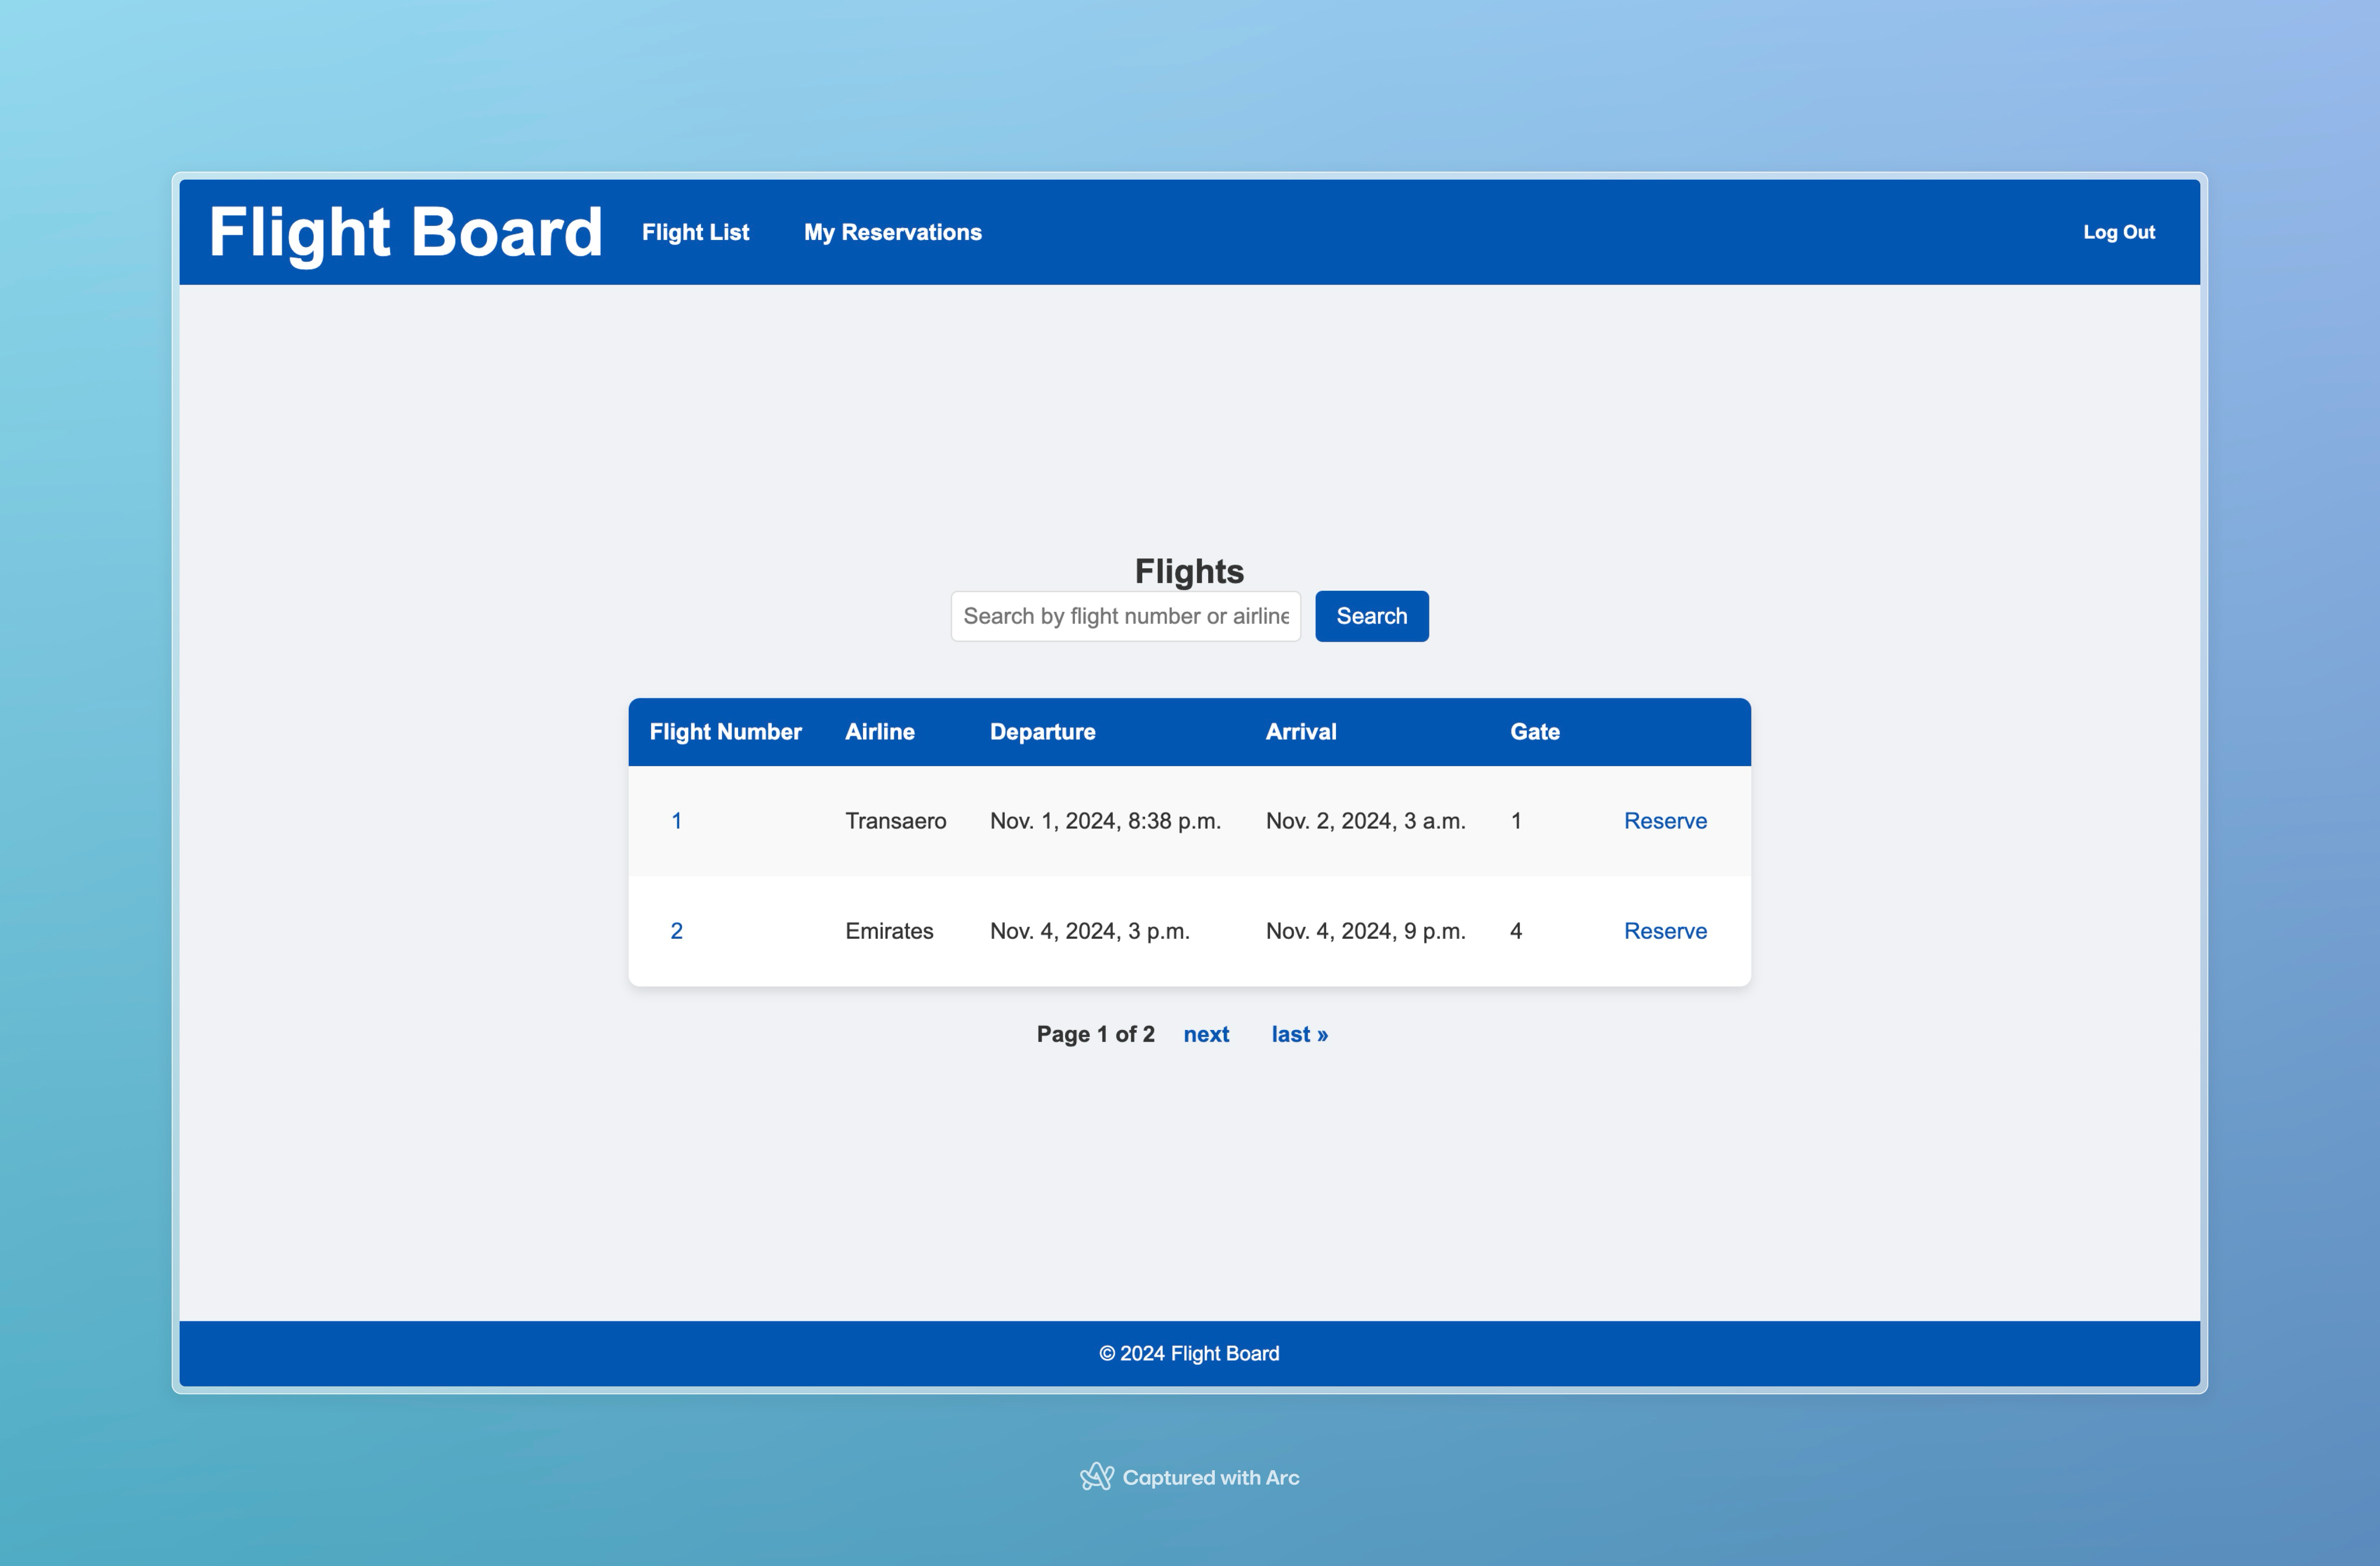 Flight Board Flight List My Reservations Log Out
Flights
Search by flight number or airline Search
Flight Number Airline Departure Arrival Gate
1 Transaero Nov. 1, 2024, 8:38 p.m. Nov. 2, 2024, 3 a.m. 1 Reserve
2 Emirates Nov. 4, 2024, 3 p.m. Nov. 4, 2024, 9 p.m. 4 Reserve
Page 1 of 2 next last »
© 2024 Flight Board
Captured with Arc